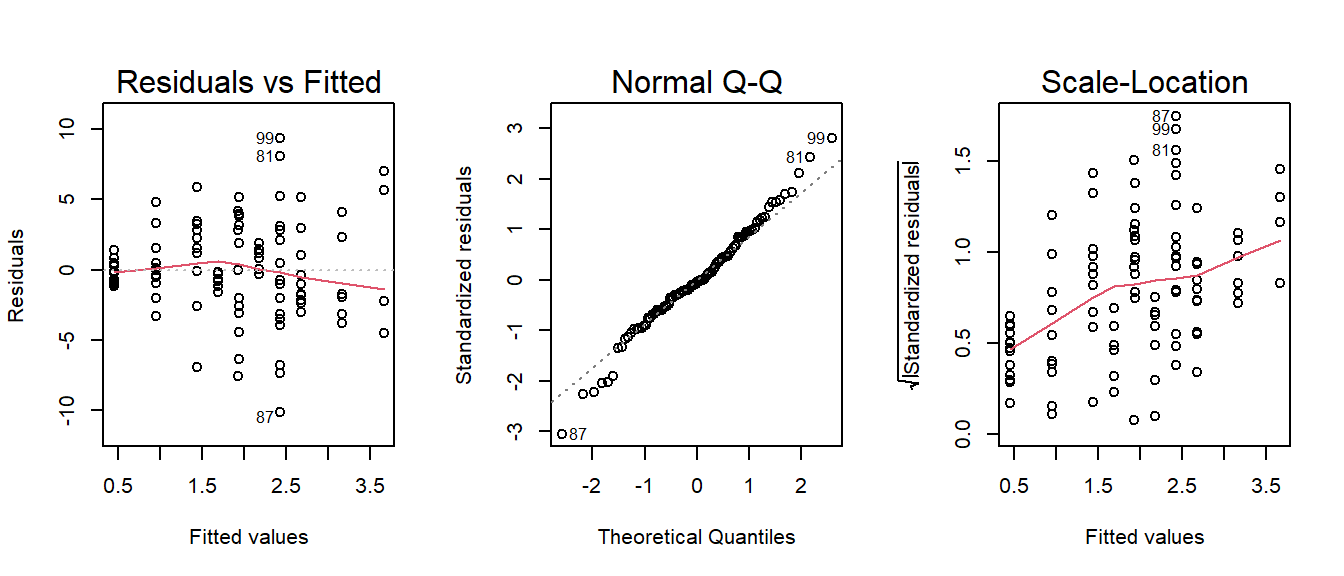 Residuals vs Fitted
Residuals
10
5
0
-5
-10
99
81
87
0.5 1.5 2.5 3.5
Fitted values
Normal Q-Q
Standardized residuals
3
2
1
0
-1
-2
-3
99
81
87
-2 -1 0 1 2
Theoretical Quantiles
Scale-Location
√|Standardized residuals|
1.5
1.0
0.5
0.0
87
99
81
0.5 1.5 2.5 3.5
Fitted values